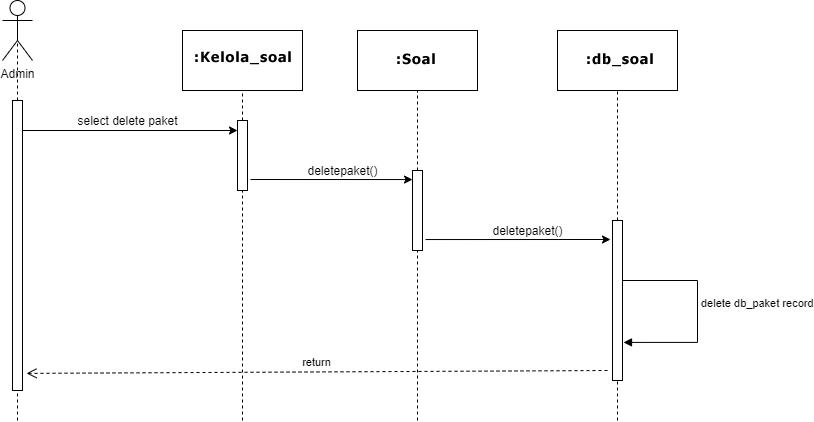 :Kelola_soal
:Soal
:db_soal
Admin
select delete paket
deletepaket()
deletepaket()
delete db_paket record
return